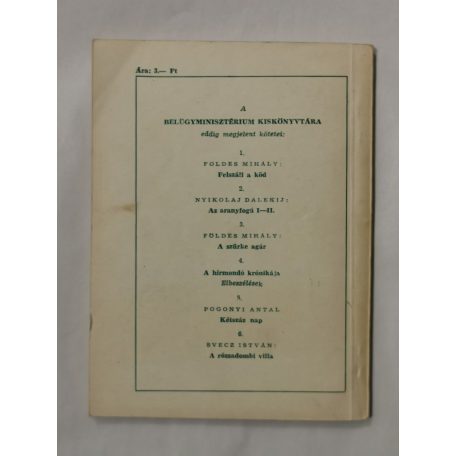 Ára: 3.— Ft
A
BELÜGYMINISZTÉRIUM KISKÖNYVTÁRA
eddig megjelent kötetei:
1.
FÖLDES MIHÁLY:
Felszáll a köd
2.
NYIKOLAJ DALEKIJ:
Az aranyfogú I—II.
3.
FÖLDES MIHÁLY:
A szürke agár
4.
A hírmondó krónikája
Elbeszélések
5.
POGONYI ANTAL
Kétszáz nap
6.
SVECZ ISTVÁN:
A rózsadombi villa